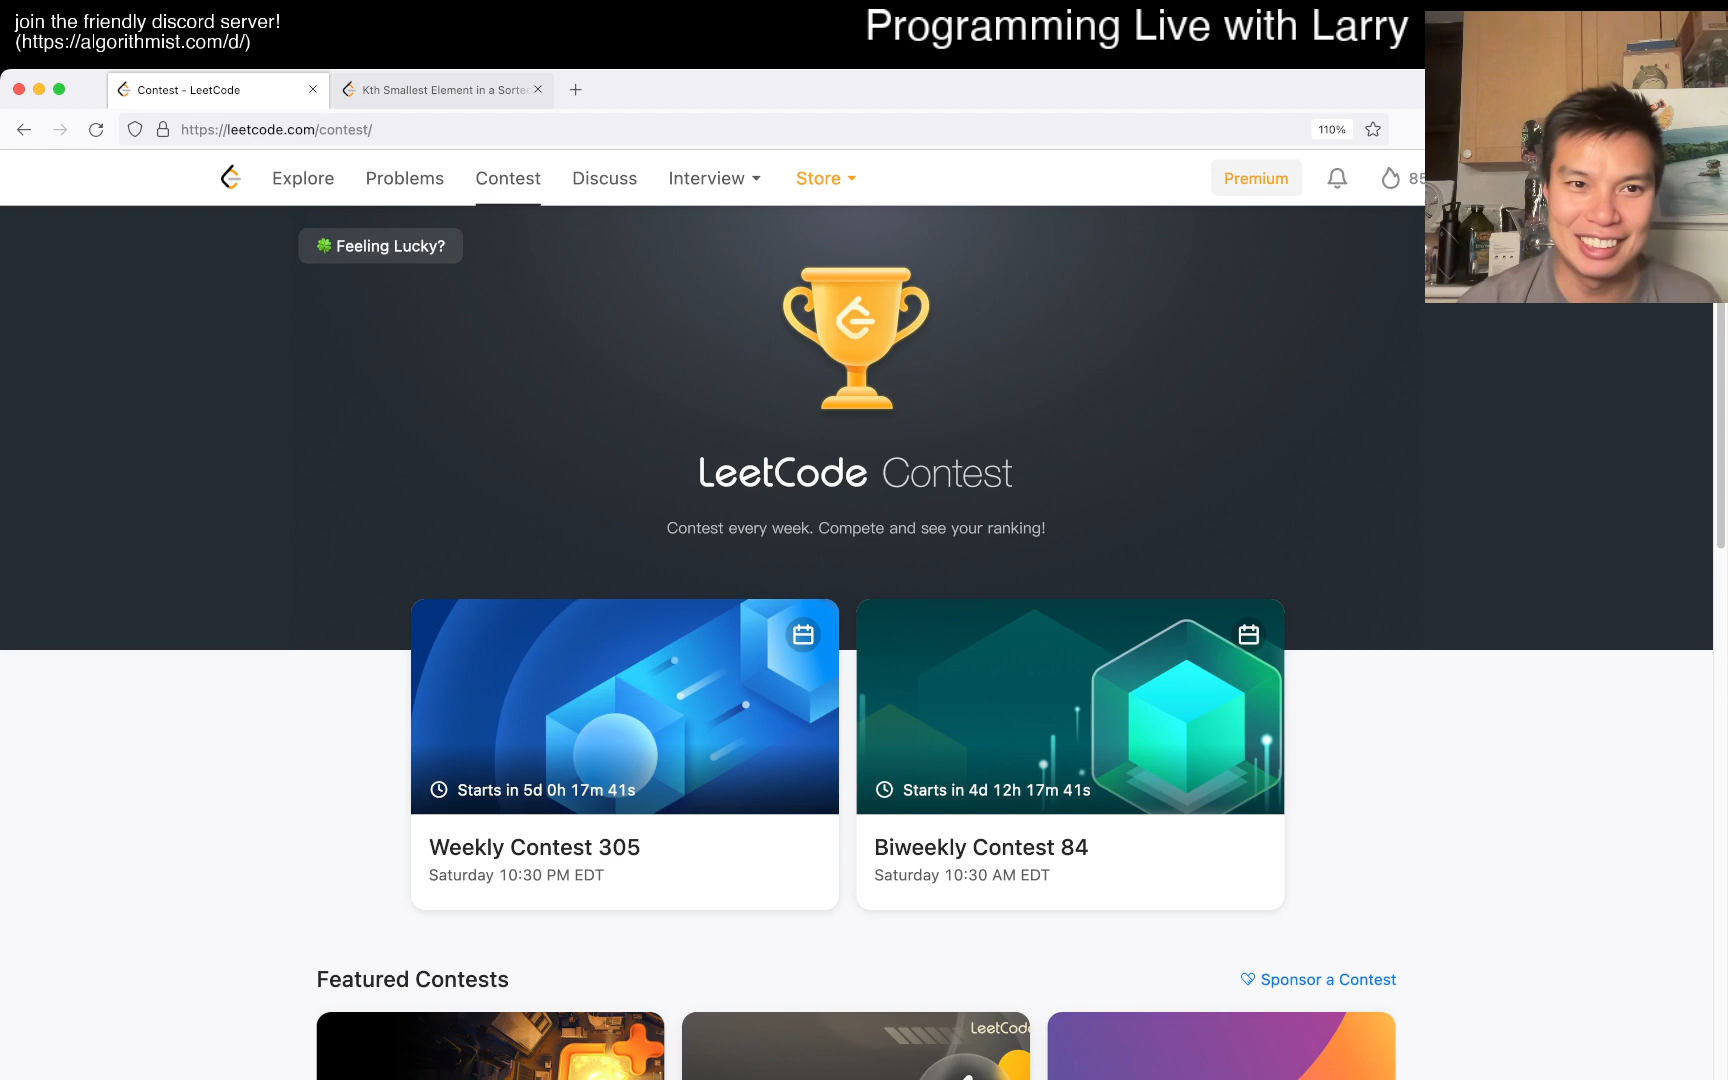 join the friendly discord server!
(https://algorithmist.com/d/)
Programming Live with Larry
Contest - LeetCode
Kth Smallest Element in a Sorte
https://leetcode.com/contest/
110%
Explore
Problems
Contest
Discuss
Interview
Store
Premium
85
Feeling Lucky?
LeetCode Contest
Contest every week. Compete and see your ranking!
Starts in 5d 0h 17m 41s
Starts in 4d 12h 17m 41s
Weekly Contest 305
Saturday 10:30 PM EDT
Biweekly Contest 84
Saturday 10:30 AM EDT
Featured Contests
Sponsor a Contest
LeetCode